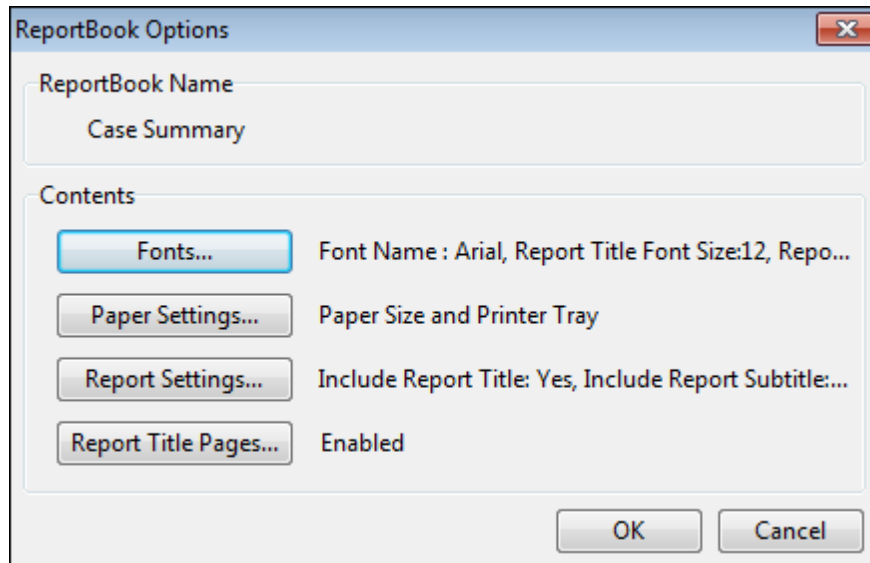 ReportBook Options
ReportBook Name
Case Summary
Contents
Fonts... Font Name : Arial, Report Title Font Size:12, Repo...
Paper Settings... Paper Size and Printer Tray
Report Settings... Include Report Title: Yes, Include Report Subtitle:...
Report Title Pages... Enabled
OK Cancel